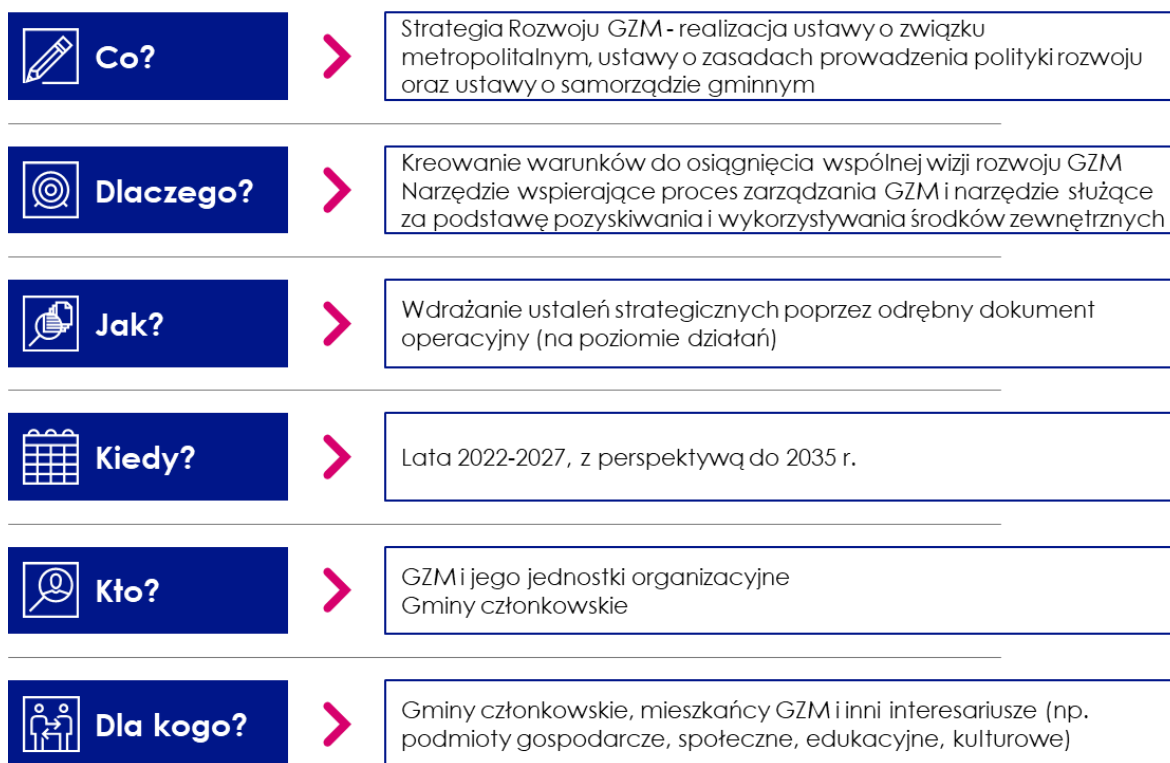 Co?
Strategia Rozwoju GZM - realizacja ustawy o związku
metropolitalnym, ustawy o zasadach prowadzenia polityki rozwoju
oraz ustawy o samorządzie gminnym
Dlaczego?
Kreowanie warunków do osiągnięcia wspólnej wizji rozwoju GZM
Narzędzie wspierające proces zarządzania GZM i narzędzie służące
za podstawę pozyskiwania i wykorzystywania środków zewnętrznych
Jak?
Wdrażanie ustaleń strategicznych poprzez odrębny dokument
operacyjny (na poziomie działań)
Kiedy?
Lata 2022-2027, z perspektywą do 2035 r.
Kto?
GZM i jego jednostki organizacyjne
Gminy członkowskie
Dla kogo?
Gminy członkowskie, mieszkańcy GZM i inni interesariusze (np.
podmioty gospodarcze, społeczne, edukacyjne, kulturowe)